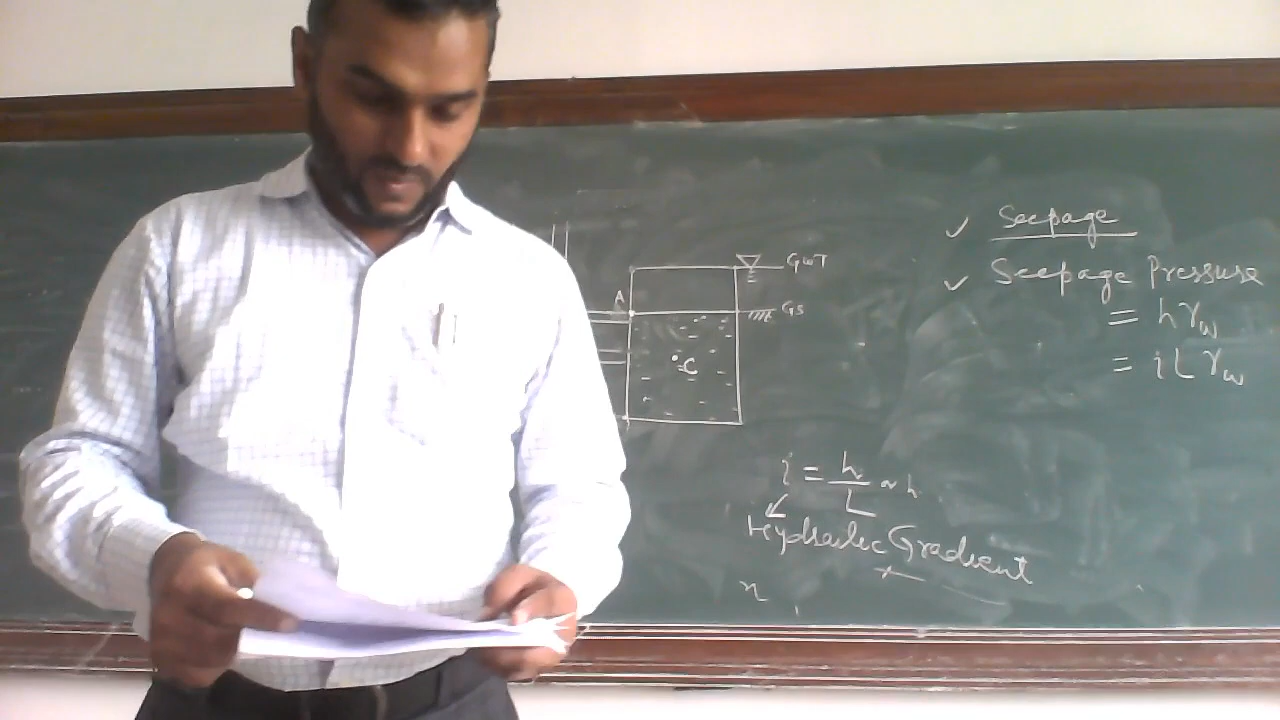 ✓ Seepage
✓ Seepage Pressure
= hγw
= iLγw
GWT
A
GS
C
i = h/L
Hydraulic Gradient
n